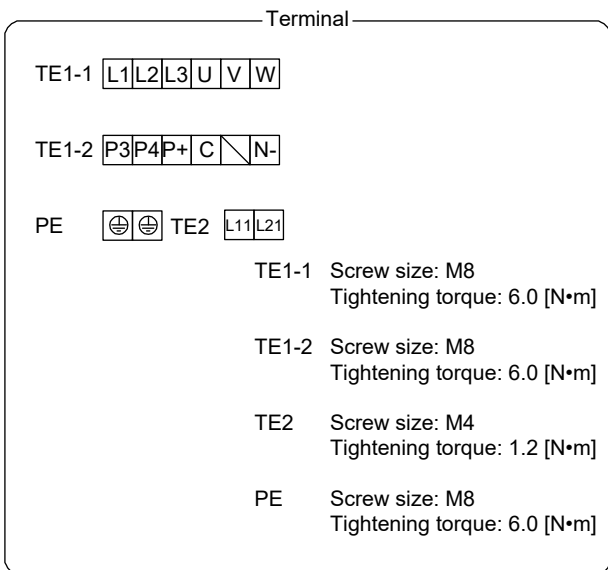 Terminal
TE1-1 L1 L2 L3 U V W
TE1-2 P3 P4 P+ C N-
PE TE2 L11 L21
TE1-1 Screw size: M8
Tightening torque: 6.0 [N•m]
TE1-2 Screw size: M8
Tightening torque: 6.0 [N•m]
TE2 Screw size: M4
Tightening torque: 1.2 [N•m]
PE Screw size: M8
Tightening torque: 6.0 [N•m]